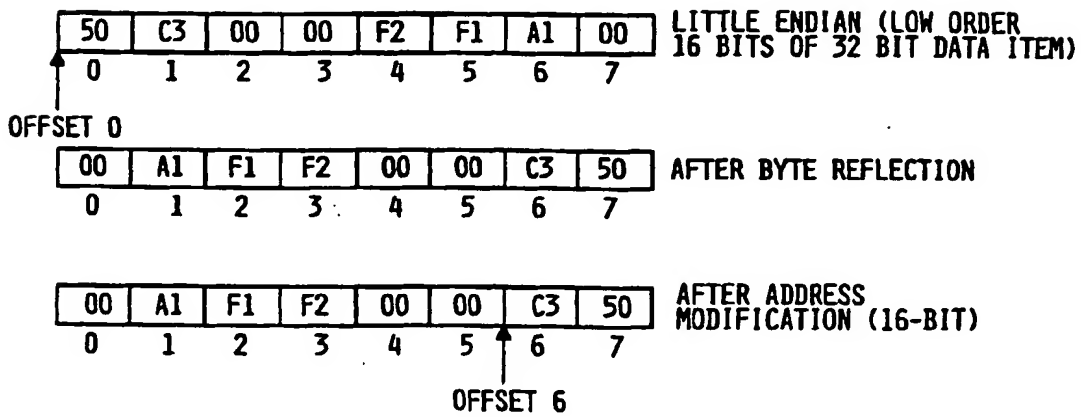 50 C3 00 00 F2 F1 A1 00 LITTLE ENDIAN (LOW ORDER
16 BITS OF 32 BIT DATA ITEM)
0 1 2 3 4 5 6 7
OFFSET 0
00 A1 F1 F2 00 00 C3 50 AFTER BYTE REFLECTION
0 1 2 3 4 5 6 7
00 A1 F1 F2 00 00 C3 50 AFTER ADDRESS
MODIFICATION (16-BIT)
0 1 2 3 4 5 6 7
OFFSET 6